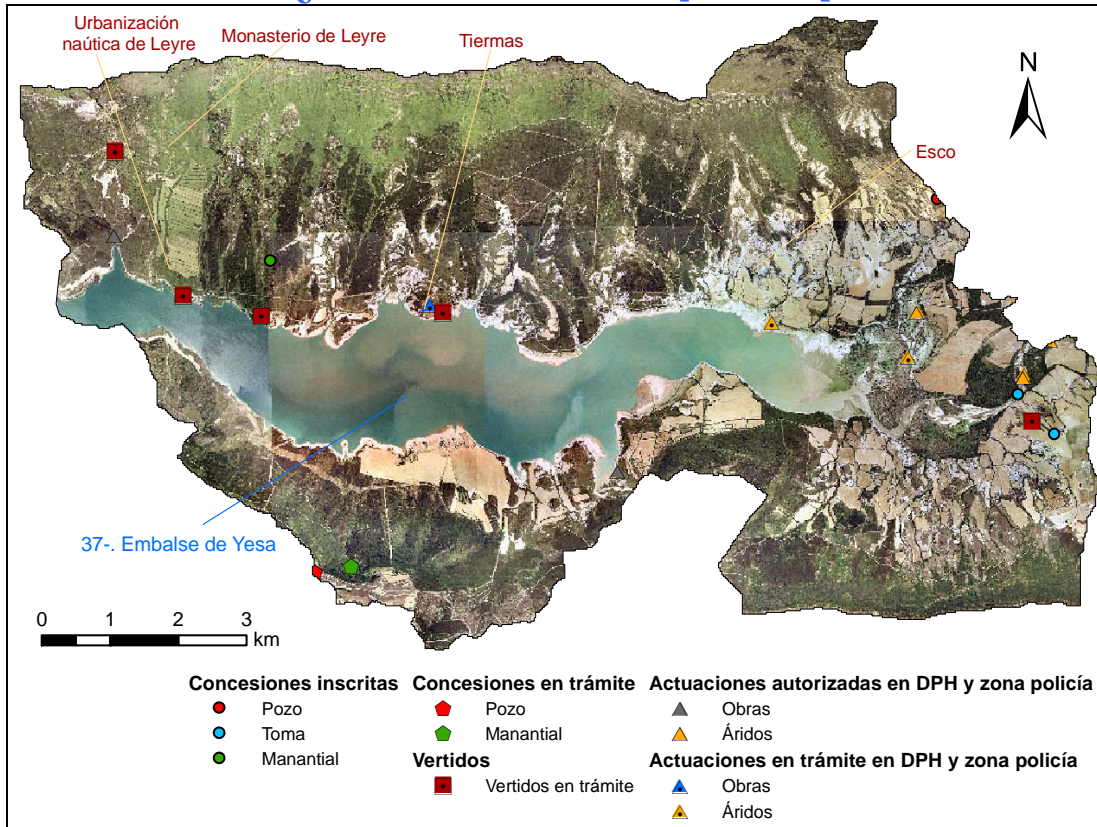 Urbanización
naútica de Leyre
Monasterio de Leyre
Tiermas
N
Esco
37-. Embalse de Yesa
0 1 2 3
km
Concesiones inscritas
Pozo
Toma
Manantial
Concesiones en trámite
Pozo
Manantial
Vertidos
Vertidos en trámite
Actuaciones autorizadas en DPH y zona policía
Obras
Áridos
Actuaciones en trámite en DPH y zona policía
Obras
Áridos